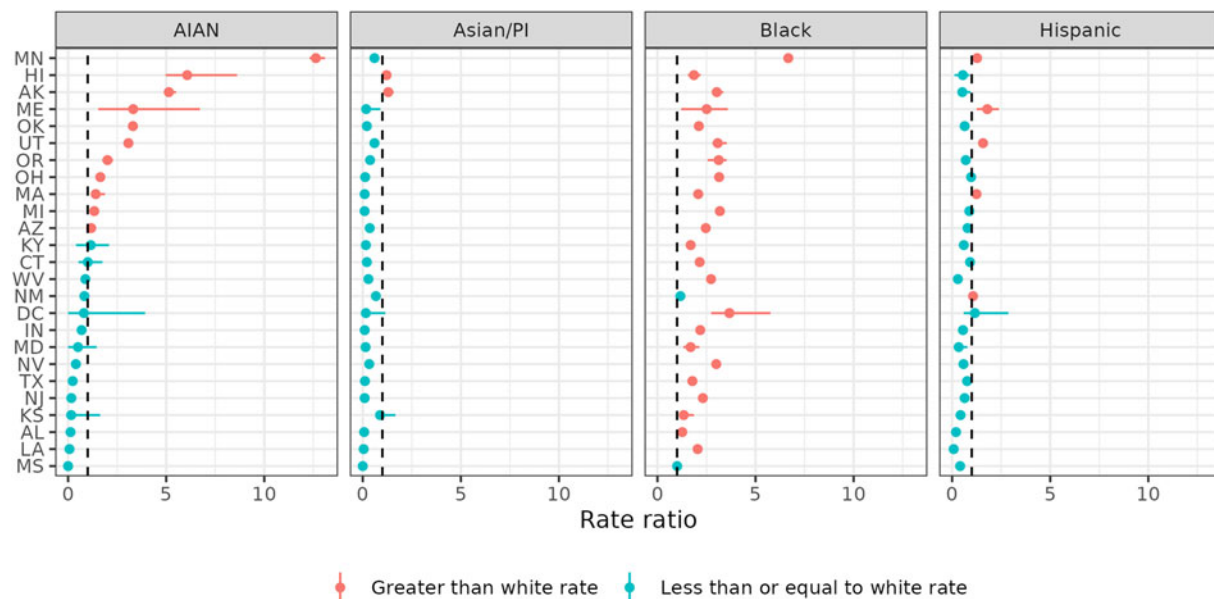 AIAN Asian/PI Black Hispanic
MN
HI
AK
ME
OK
UT
OR
OH
MA
MI
AZ
KY
CT
WV
NM
DC
IN
MD
NV
TX
NJ
KS
AL
LA
MS
0 5 10 0 5 10 0 5 10 0 5 10
Rate ratio
Greater than white rate Less than or equal to white rate